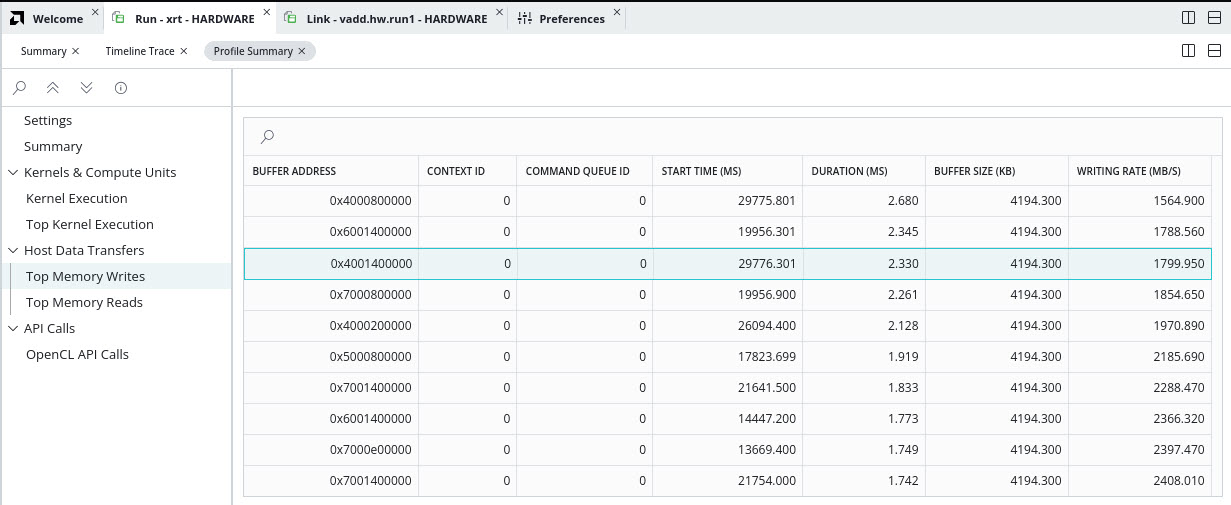 Welcome × Run - xrt - HARDWARE × Link - vadd.hw.run1 - HARDWARE × Preferences ×
Summary × Timeline Trace × Profile Summary ×
Settings
Summary
Kernels & Compute Units
Kernel Execution
Top Kernel Execution
Host Data Transfers
Top Memory Writes
Top Memory Reads
API Calls
OpenCL API Calls
BUFFER ADDRESS CONTEXT ID COMMAND QUEUE ID START TIME (MS) DURATION (MS) BUFFER SIZE (KB) WRITING RATE (MB/S)
0x4000800000 0 0 29775.801 2.680 4194.300 1564.900
0x6001400000 0 0 19956.301 2.345 4194.300 1788.560
0x4001400000 0 0 29776.301 2.330 4194.300 1799.950
0x7000800000 0 0 19956.900 2.261 4194.300 1854.650
0x4000200000 0 0 26094.400 2.128 4194.300 1970.890
0x5000800000 0 0 17823.699 1.919 4194.300 2185.690
0x7001400000 0 0 21641.500 1.833 4194.300 2288.470
0x6001400000 0 0 14447.200 1.773 4194.300 2366.320
0x7000e00000 0 0 13669.400 1.749 4194.300 2397.470
0x7001400000 0 0 21754.000 1.742 4194.300 2408.010